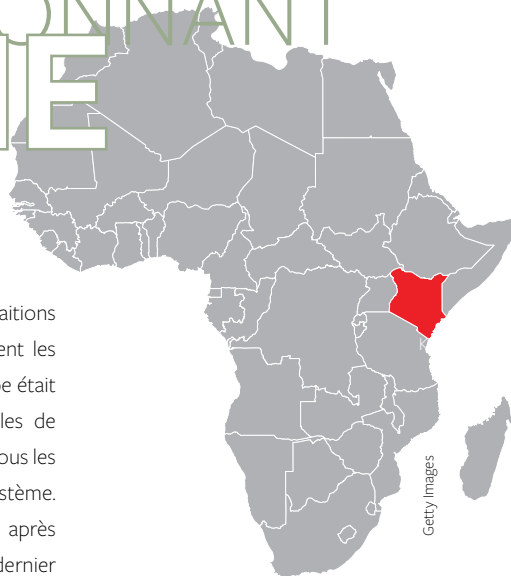 ONNANT
E
aitions
ent les
e était
les de
ous les
stème.
après
dernier
Getty Images